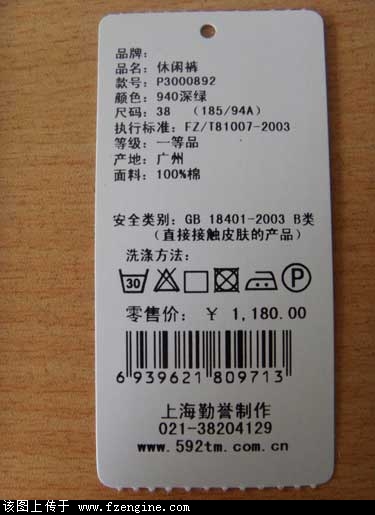 品牌:
品名: 休闲裤
款号: P3000892
颜色: 940深绿
尺码: 38 (185/94A)
执行标准: FZ/T81007-2003
等级: 一等品
产地: 广州
面料: 100%棉
安全类别: GB 18401-2003 B类
(直接接触皮肤的产品)
洗涤方法:
30 P
零售价: ¥ 1,180.00
6 939621 809713
上海勤誉制作
021-38204129
www.592tm.com.cn
该图上传于 www.fzengine.com